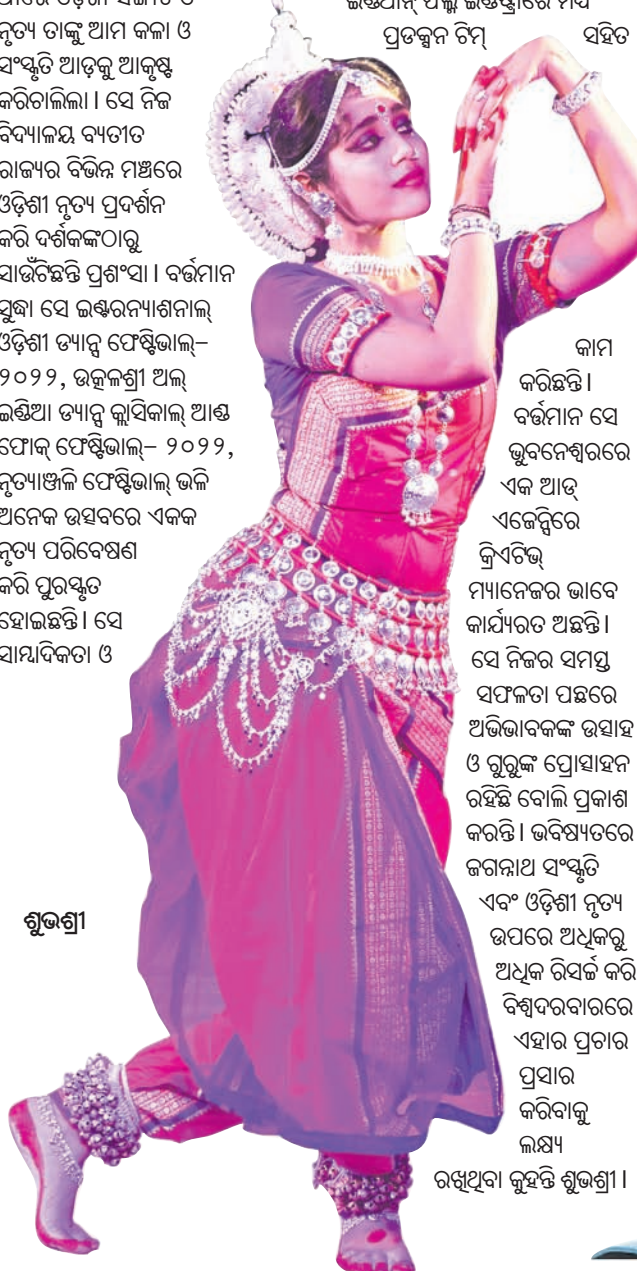 ନୃତ୍ୟ ତାଙ୍କୁ ଆମ କଳା ଓ
ସଂସ୍କୃତି ଆଡ଼କୁ ଆକୃଷ୍ଟ
କରିଚାଲିଲା । ସେ ନିଜ
ବିଦ୍ୟାଳୟ ବ୍ୟତୀତ
ରାଜ୍ୟର ବିଭିନ୍ନ ମଞ୍ଚରେ
ଓଡ଼ିଶୀ ନୃତ୍ୟ ପ୍ରଦର୍ଶନ
କରି ଦର୍ଶକଙ୍କଠାରୁ
ସାଉଁଟିଛନ୍ତି ପ୍ରଶଂସା । ବର୍ତ୍ତମାନ
ସୁଦ୍ଧା ସେ ଇଣ୍ଟରନ୍ୟାଶନାଲ୍
ଓଡ଼ିଶୀ ଡ୍ୟାନ୍ସ ଫେଷ୍ଟିଭାଲ୍–
୨୦୨୨, ଉତ୍କଳଶ୍ରୀ ଅଲ୍
ଇଣ୍ଡିଆ ଡ୍ୟାନ୍ସ କ୍ଲାସିକାଲ୍ ଆଣ୍ଡ
ଫୋକ୍ ଫେଷ୍ଟିଭାଲ୍– ୨୦୨୨,
ନୃତ୍ୟାଞ୍ଜଳି ଫେଷ୍ଟିଭାଲ୍ ଭଳି
ଅନେକ ଉତ୍ସବରେ ଏକକ
ନୃତ୍ୟ ପରିବେଷଣ
କରି ପୁରସ୍କୃତ
ହୋଇଛନ୍ତି । ସେ
ସାମ୍ବାଦିକତା ଓ
ପ୍ରଡକ୍ସନ ଟିମ୍ ସହିତ
କାମ
କରିଛନ୍ତି ।
ବର୍ତ୍ତମାନ ସେ
ଭୁବନେଶ୍ୱରରେ
ଏକ ଆଡ୍
ଏଜେନ୍ସିରେ
କ୍ରିଏଟିଭ୍
ମ୍ୟାନେଜର ଭାବେ
କାର୍ଯ୍ୟରତ ଅଛନ୍ତି ।
ସେ ନିଜର ସମସ୍ତ
ସଫଳତା ପଛରେ
ଅଭିଭାବକଙ୍କ ଉତ୍ସାହ
ଓ ଗୁରୁଙ୍କ ପ୍ରୋତ୍ସାହନ
ରହିଛି ବୋଲି ପ୍ରକାଶ
କରନ୍ତି । ଭବିଷ୍ୟତରେ
ଜଗନ୍ନାଥ ସଂସ୍କୃତି
ଏବଂ ଓଡ଼ିଶୀ ନୃତ୍ୟ
ଉପରେ ଅଧିକରୁ
ଅଧିକ ରିସର୍ଚ୍ଚ କରି
ବିଶ୍ୱଦରବାରରେ
ଏହାର ପ୍ରଚାର
ପ୍ରସାର
କରିବାକୁ
ଲକ୍ଷ୍ୟ
ରଖିଥିବା କୁହନ୍ତି ଶୁଭଶ୍ରୀ ।
ଶୁଭଶ୍ରୀ